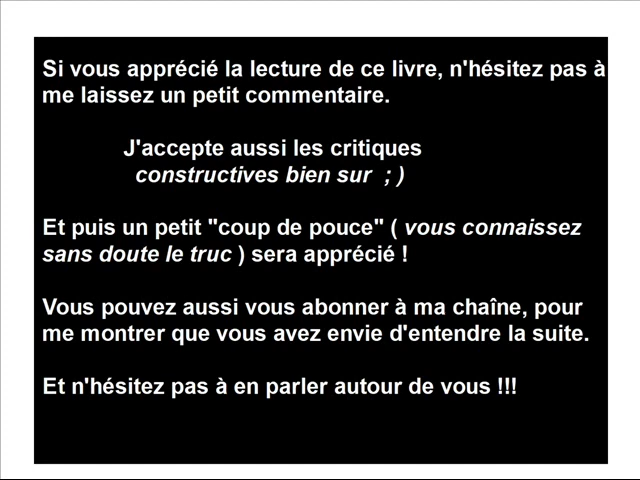 Si vous apprécié la lecture de ce livre, n'hésitez pas à
me laissez un petit commentaire.
J'accepte aussi les critiques
constructives bien sur  ; )
Et puis un petit "coup de pouce" ( vous connaissez
sans doute le truc ) sera apprécié !
Vous pouvez aussi vous abonner à ma chaîne, pour
me montrer que vous avez envie d'entendre la suite.
Et n'hésitez pas à en parler autour de vous !!!